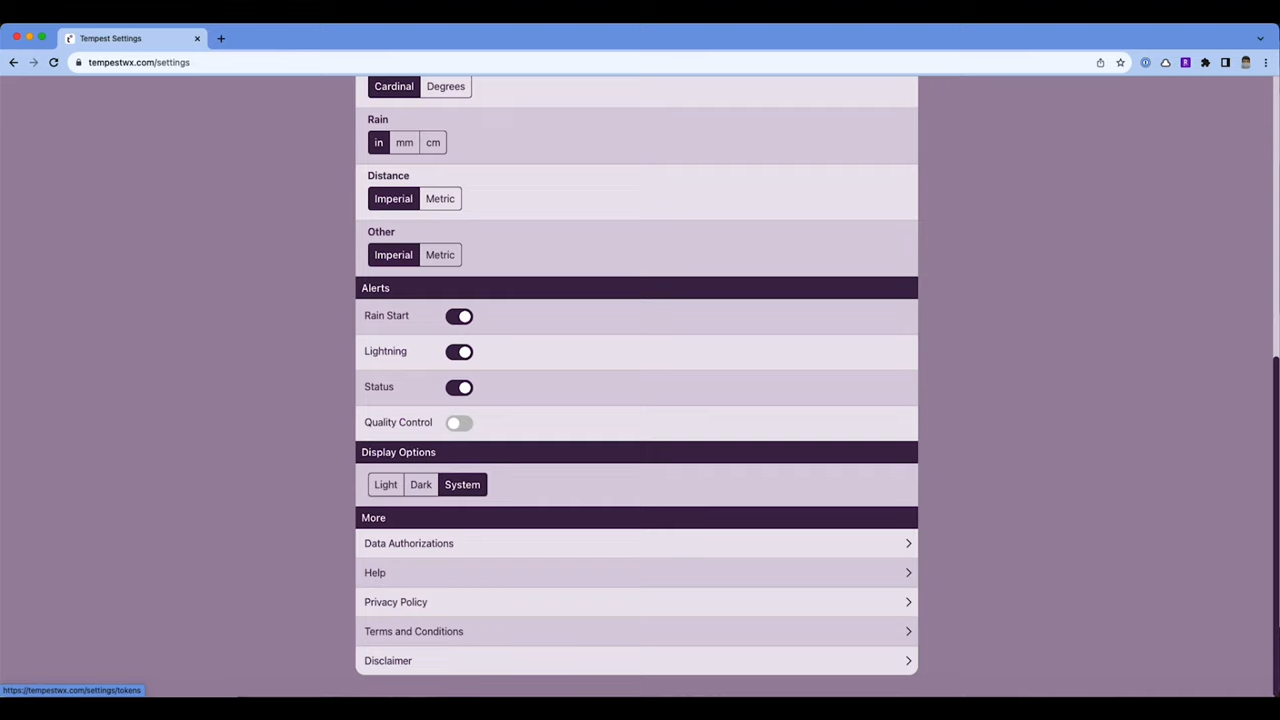 Tempest Settings
tempestwx.com/settings
Cardinal Degrees
Rain
in mm cm
Distance
Imperial Metric
Other
Imperial Metric
Alerts
Rain Start
Lightning
Status
Quality Control
Display Options
Light Dark System
More
Data Authorizations
Help
Privacy Policy
Terms and Conditions
Disclaimer
https://tempestwx.com/settings/tokens